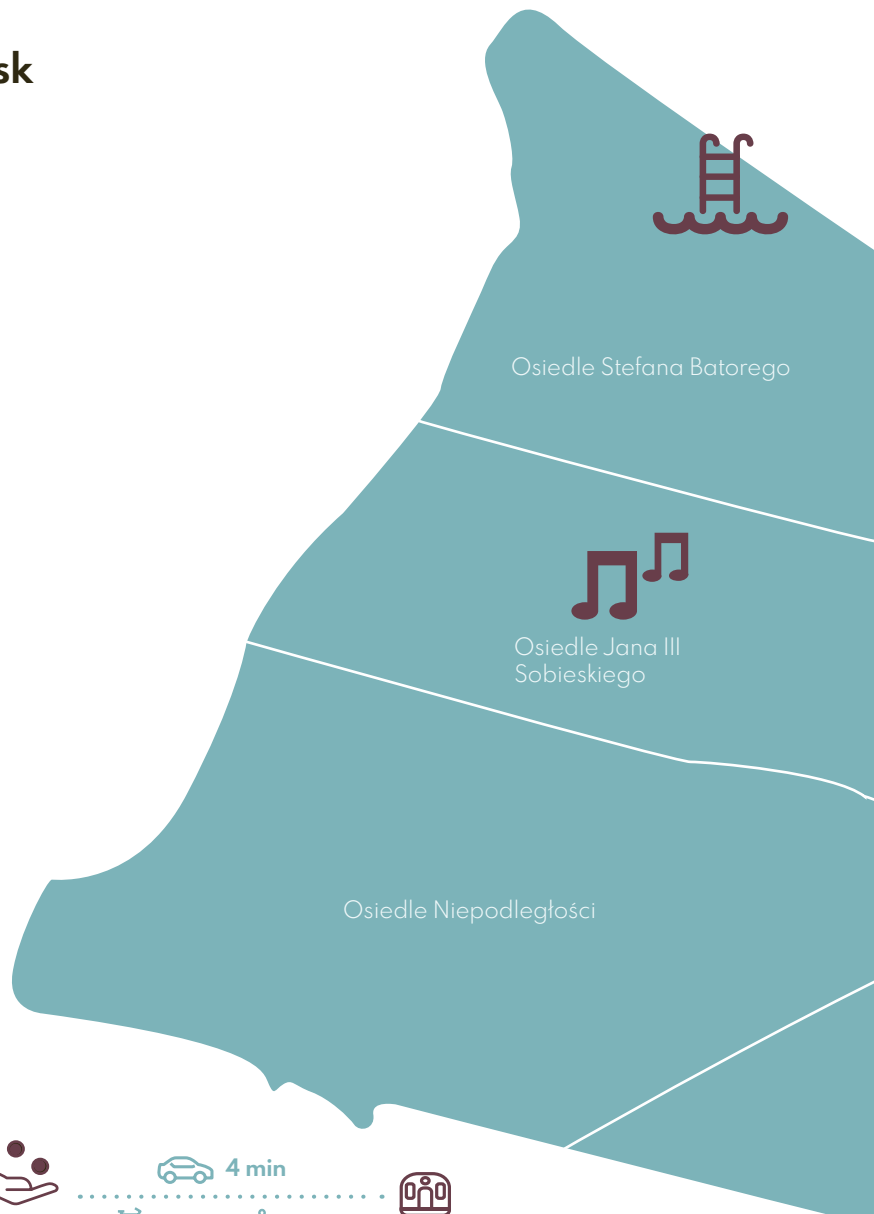 sk
Osiedle Stefana Batorego
Osiedle Jana III
Sobieskiego
Osiedle Niepodległości
4 min